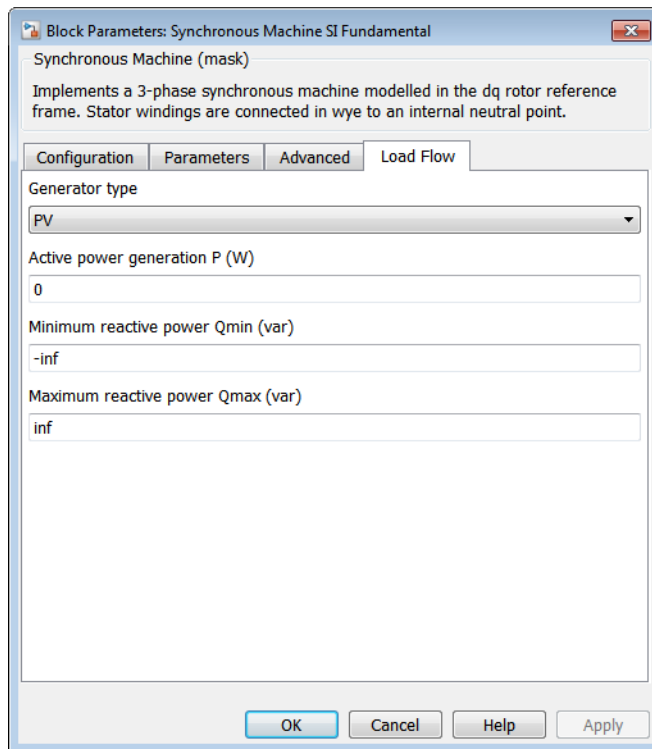 Block Parameters: Synchronous Machine SI Fundamental
Synchronous Machine (mask)
Implements a 3-phase synchronous machine modelled in the dq rotor reference
frame. Stator windings are connected in wye to an internal neutral point.
Configuration Parameters Advanced Load Flow
Generator type
PV
Active power generation P (W)
0
Minimum reactive power Qmin (var)
-inf
Maximum reactive power Qmax (var)
inf
OK Cancel Help Apply